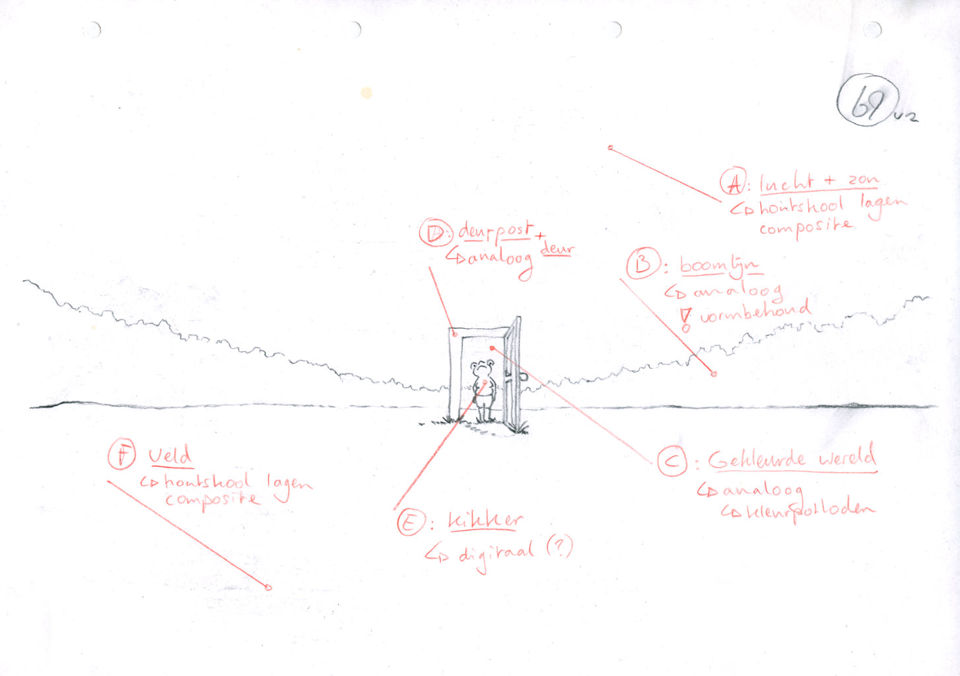 69 v2
A: lucht + zon
↳ houtskool lagen
composite
D: deurpost +
deur
↳ analoog
B: boomlijn
↳ analoog
! vormbehoud
F veld
↳ houtskool lagen
composite
C: Gekleurde wereld
↳ analoog
↳ kleurpotloden
E: kikker
↳ digitaal (?)